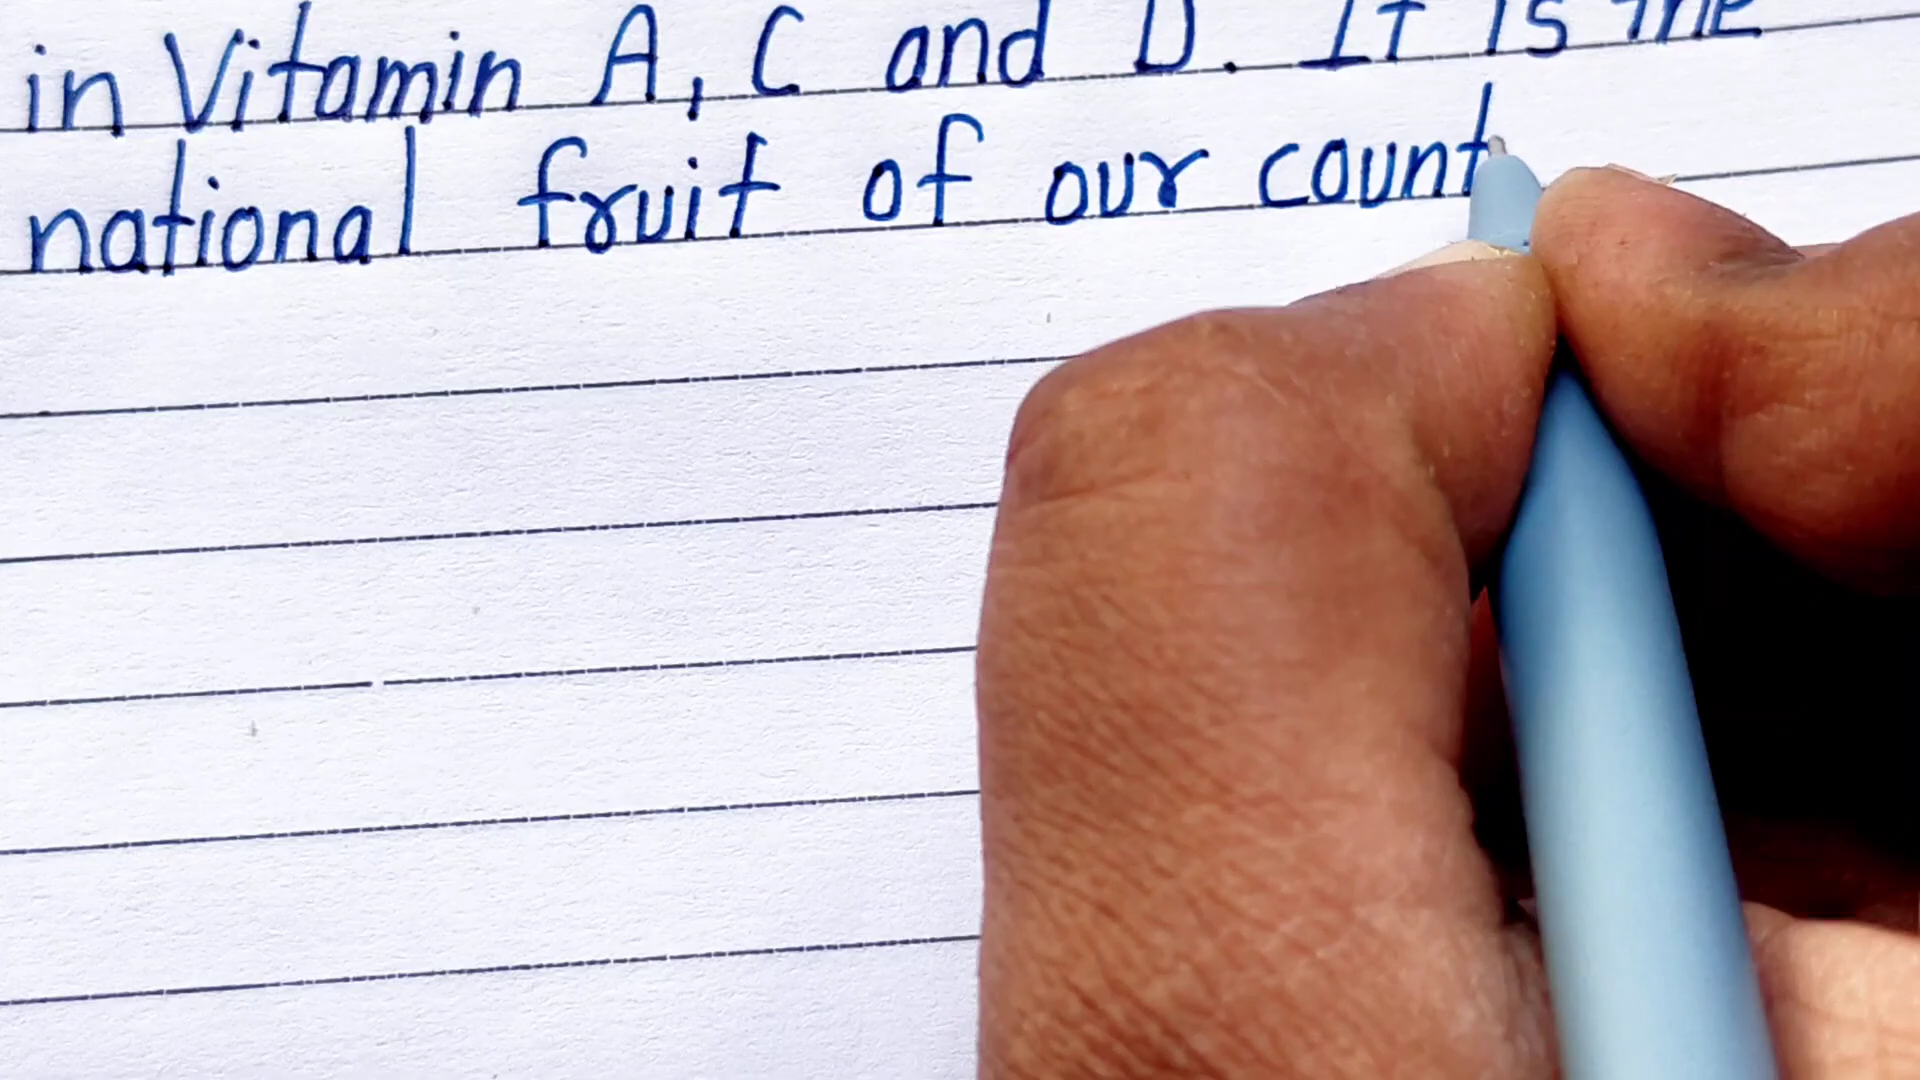 in Vitamin A, C and D. It is the
national fruit of our count